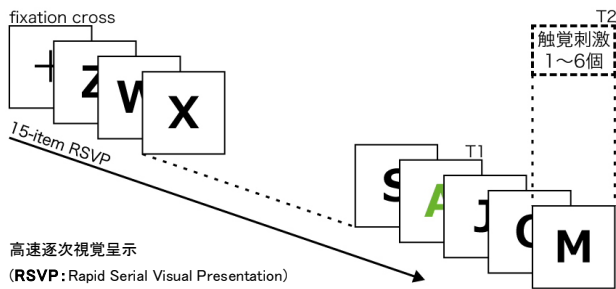 fixation cross
+
Z
W
X
15-item RSVP
T2
触覚刺激
1〜6個
S
T1
A
J
M
高速逐次視覚呈示
(RSVP：Rapid Serial Visual Presentation)